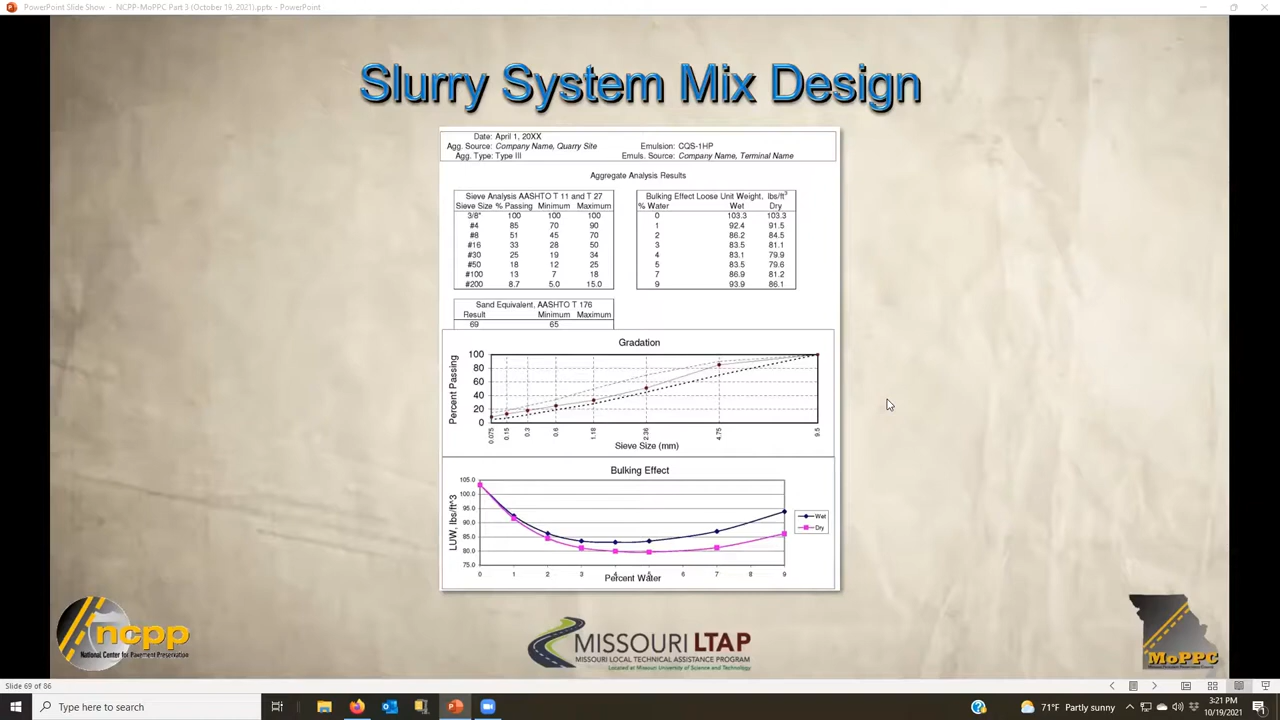 PowerPoint Slide Show - NCPP-MoPPC Part 3 (October 19, 2021).pptx - PowerPoint
Slurry System Mix Design
Date: April 1, 20XX
Agg. Source: Company Name, Quarry Site Emulsion: CQS-1HP
Agg. Type: Type III Emuls. Source: Company Name, Terminal Name
Aggregate Analysis Results
Sieve Analysis AASHTO T 11 and T 27
Sieve Size % Passing Minimum Maximum
3/8" 100 100 100
#4 85 70 90
#8 51 45 70
#16 33 28 50
#30 25 19 34
#50 18 12 25
#100 13 7 18
#200 8.7 5.0 15.0
Bulking Effect Loose Unit Weight, lbs/ft³
% Water Wet Dry
0 103.3 103.3
1 92.4 91.5
2 86.2 84.5
3 83.5 81.1
4 83.1 79.9
5 83.5 79.6
7 86.9 81.2
9 93.9 86.1
Sand Equivalent, AASHTO T 176
Result Minimum Maximum
69 65
Gradation
Percent Passing
100
80
60
40
20
0
0.075 0.15 0.3 0.6 1.18 2.36 4.75 9.5
Sieve Size (mm)
Bulking Effect
LUW, lbs/ft^3
105.0
100.0
95.0
90.0
85.0
80.0
75.0
0 1 2 3 4 5 6 7 8 9
Percent Water
Wet
Dry
ncpp
National Center for Pavement Preservation
MISSOURI LTAP
MISSOURI LOCAL TECHNICAL ASSISTANCE PROGRAM
Located at Missouri University of Science and Technology
MoPPC
Slide 69 of 86
Type here to search
71°F Partly sunny
3:21 PM
10/19/2021